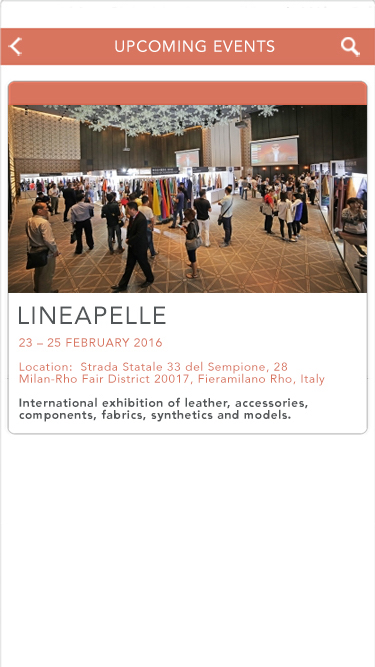 UPCOMING EVENTS
LINEAPELLE
23 – 25 FEBRUARY 2016
Location:  Strada Statale 33 del Sempione, 28
Milan-Rho Fair District 20017, Fieramilano Rho, Italy
International exhibition of leather, accessories,
components, fabrics, synthetics and models.